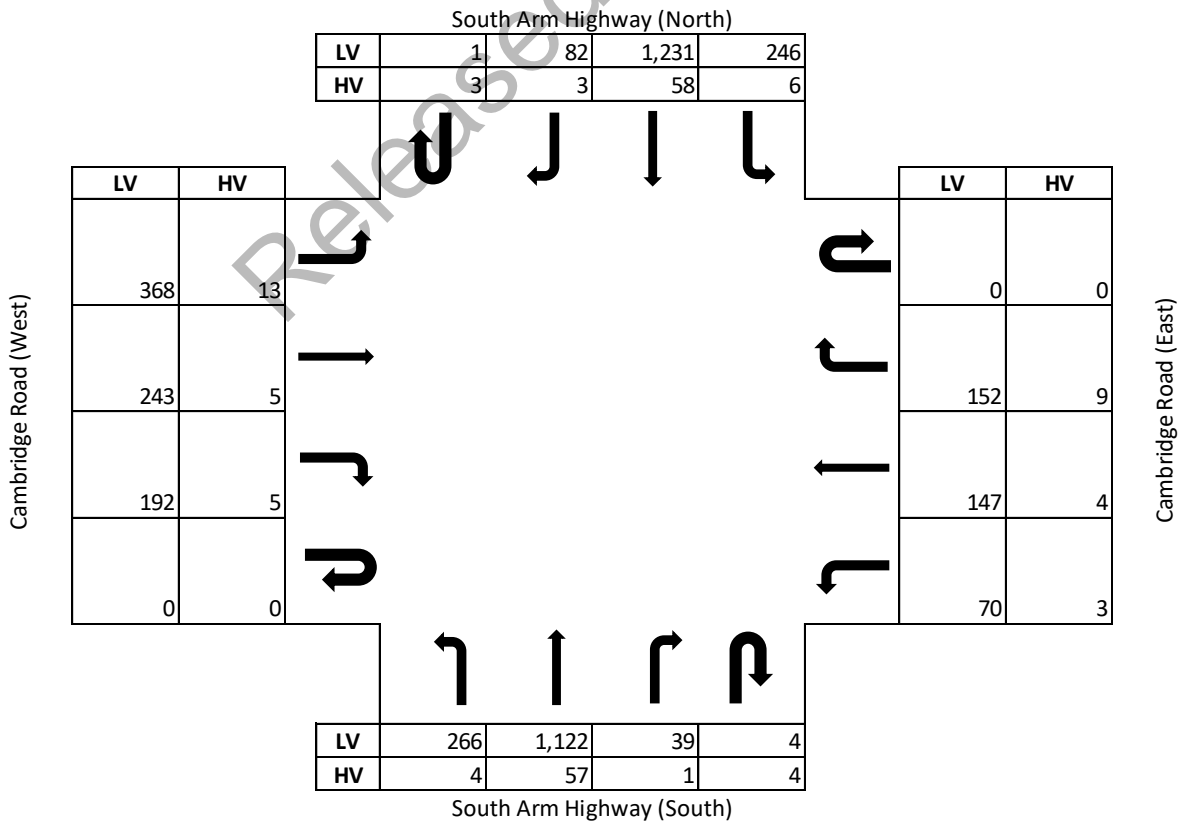 South Arm Highway (North)
LV 1 82 1,231 246
HV 3 3 58 6
Released
LV HV
368 13
243 5
192 5
0 0
Cambridge Road (West)
LV HV
0 0
152 9
147 4
70 3
Cambridge Road (East)
LV 266 1,122 39 4
HV 4 57 1 4
South Arm Highway (South)